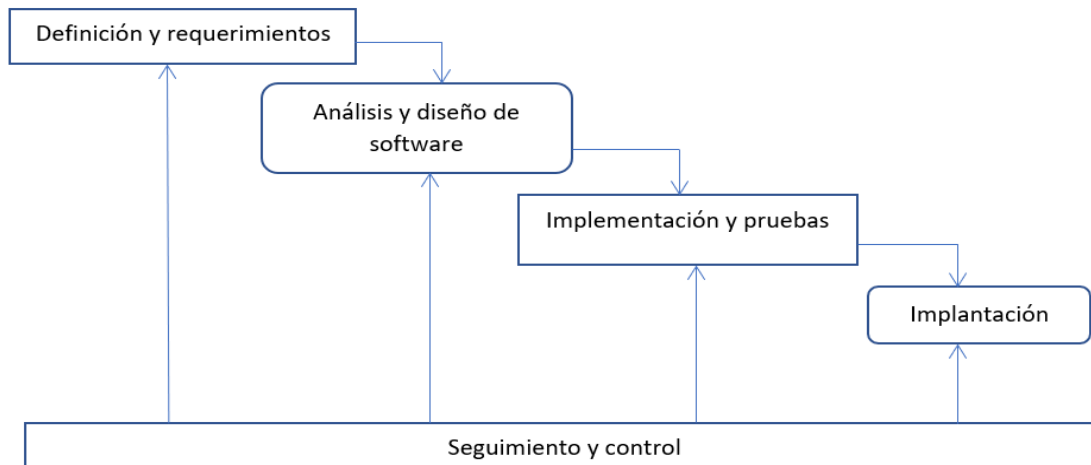 Definición y requerimientos
Análisis y diseño de
software
Implementación y pruebas
Implantación
Seguimiento y control